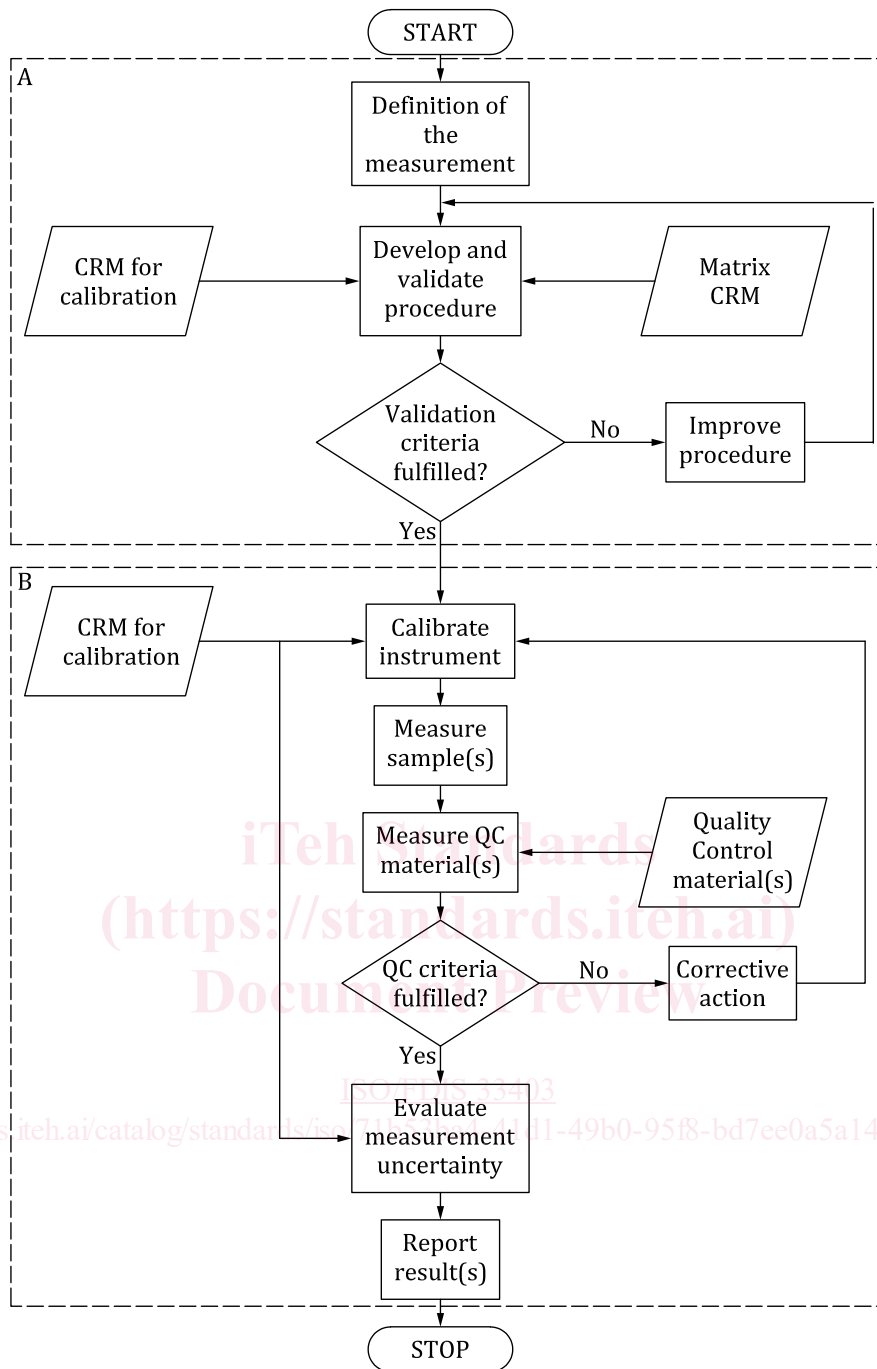 START
A
Definition of
the
measurement
CRM for
calibration
Develop and
validate
procedure
Matrix
CRM
Validation
criteria
fulfilled?
No
Improve
procedure
Yes
B
CRM for
calibration
Calibrate
instrument
Measure
sample(s)
Measure QC
material(s)
Quality
Control
material(s)
iTeh Standards
(https://standards.iteh.ai)
Document Preview
QC criteria
fulfilled?
No
Corrective
action
Yes
ISO/FDIS 33403
Evaluate
measurement
uncertainty
Report
result(s)
STOP